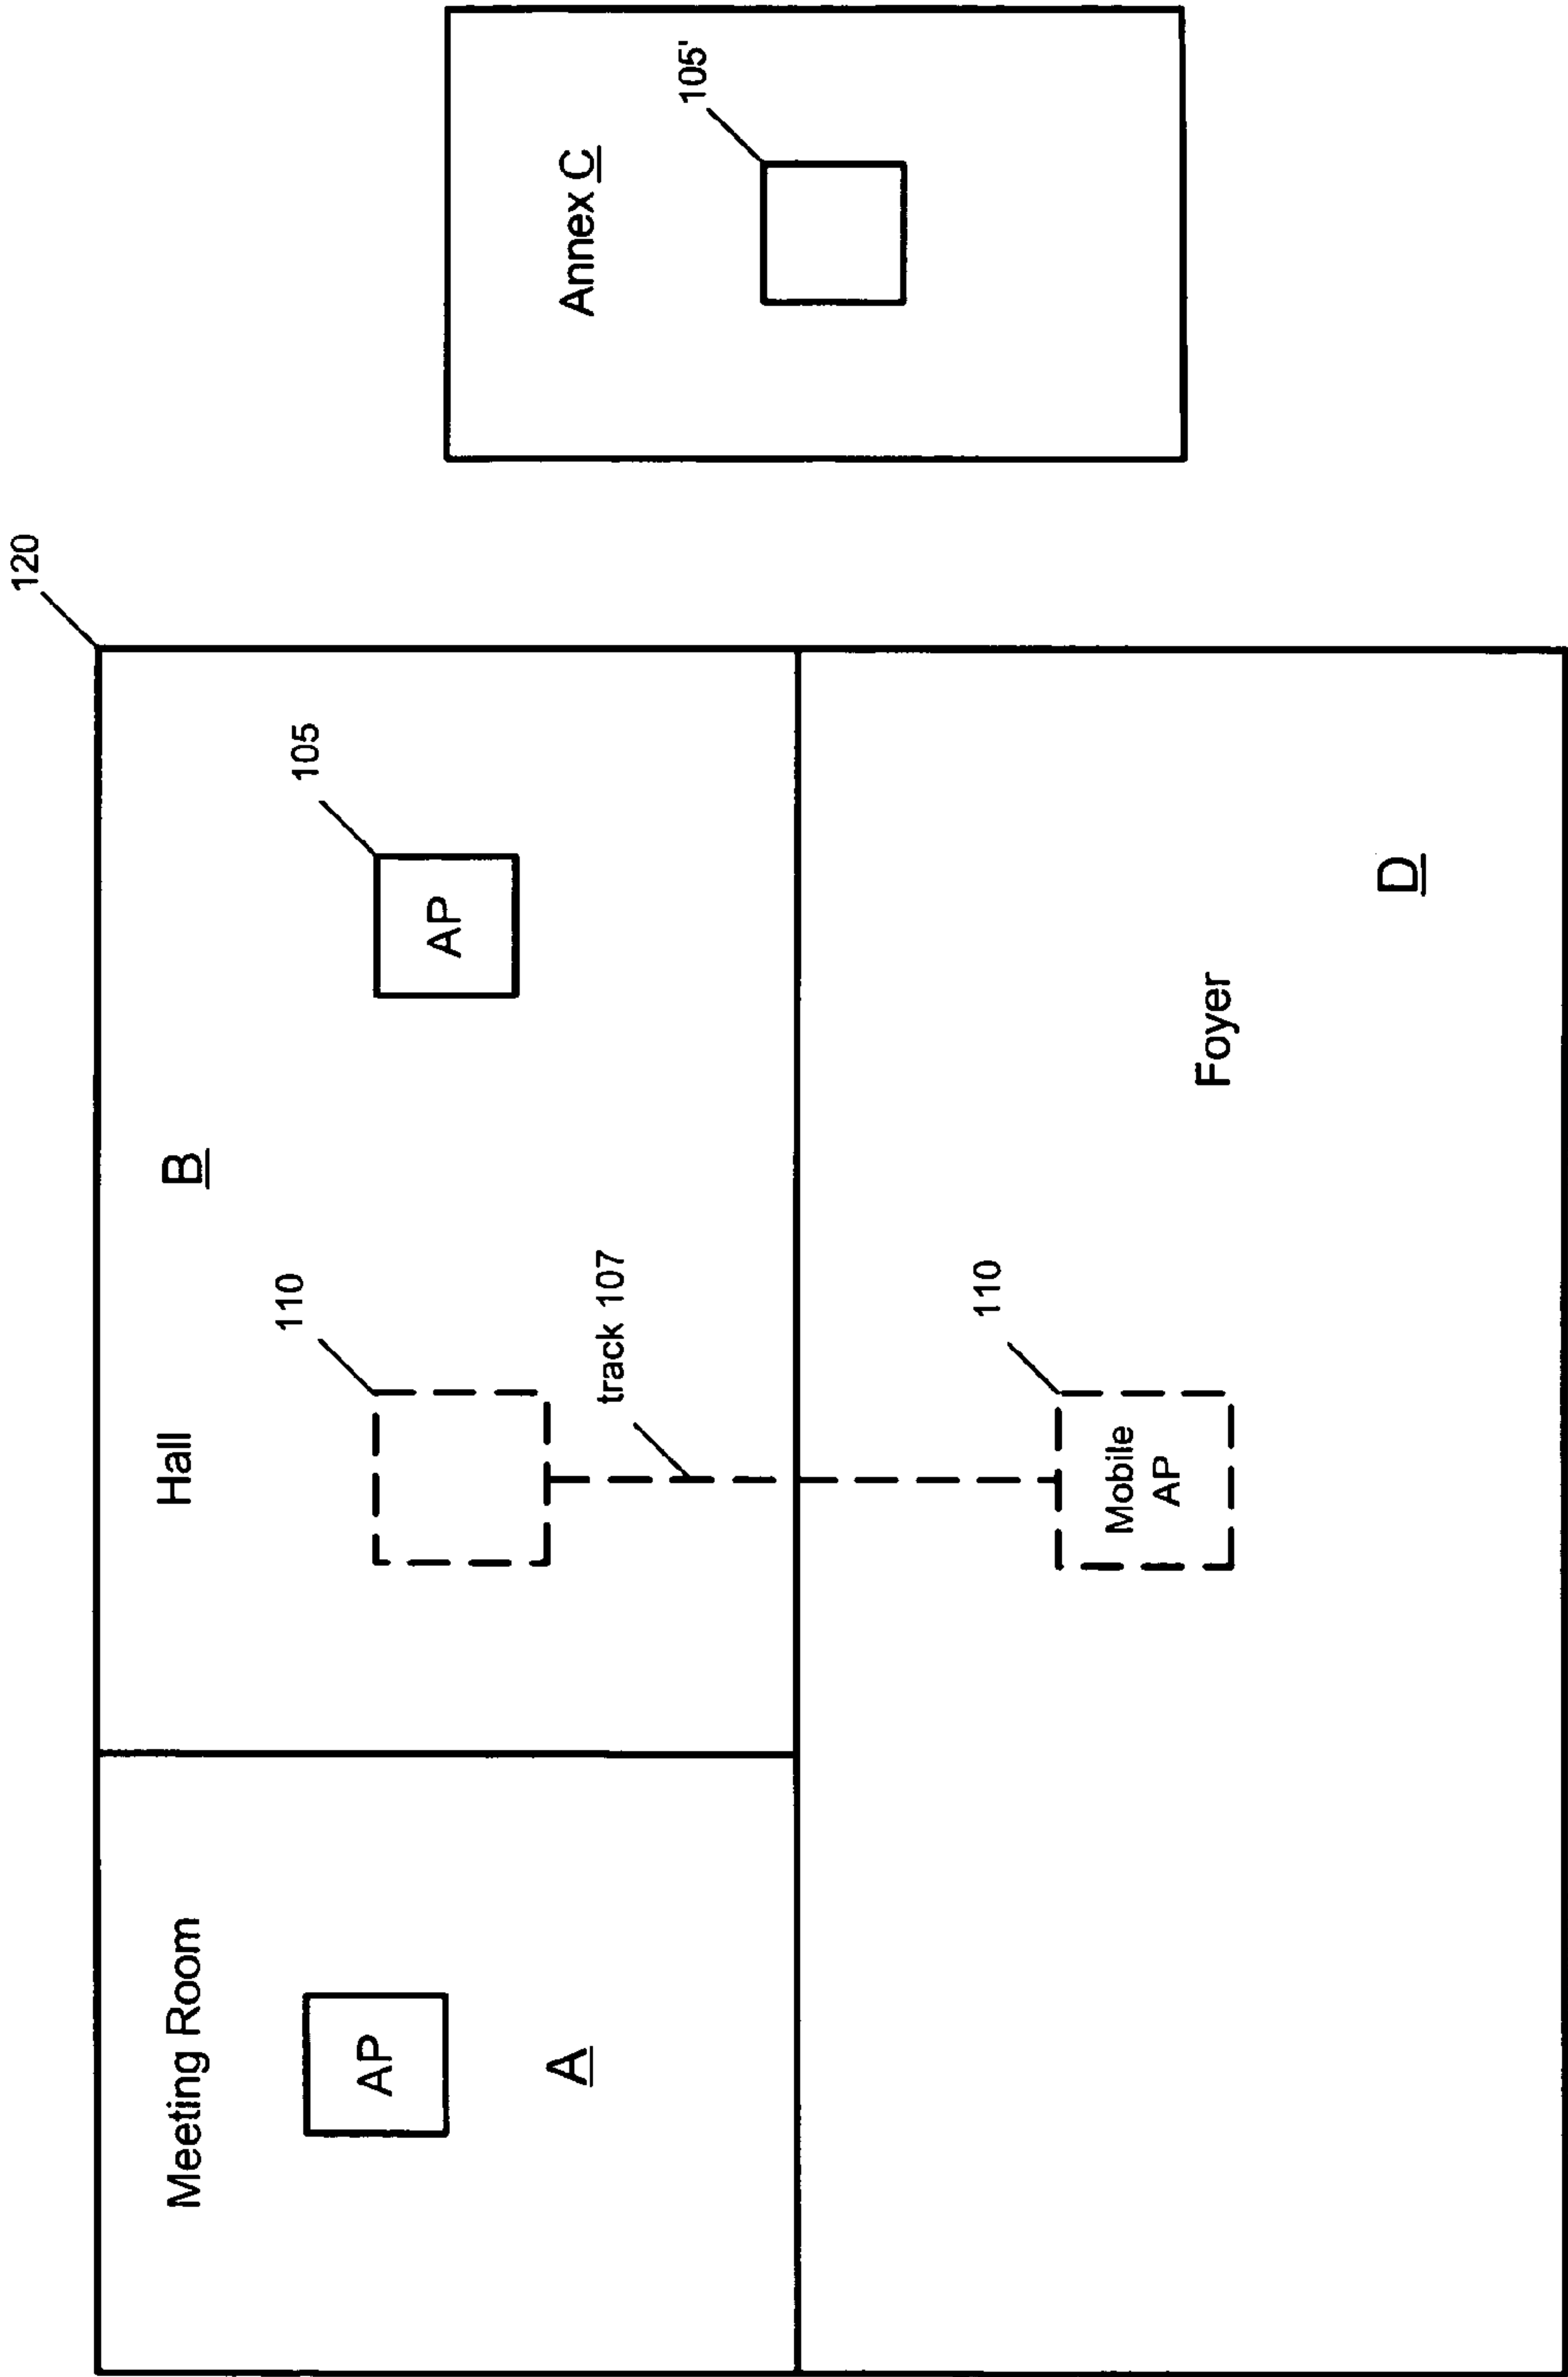 120
Meeting Room
AP
A
Hall
B
110
105
AP
track 107
Annex C
105'
110
Mobile
AP
Foyer
D